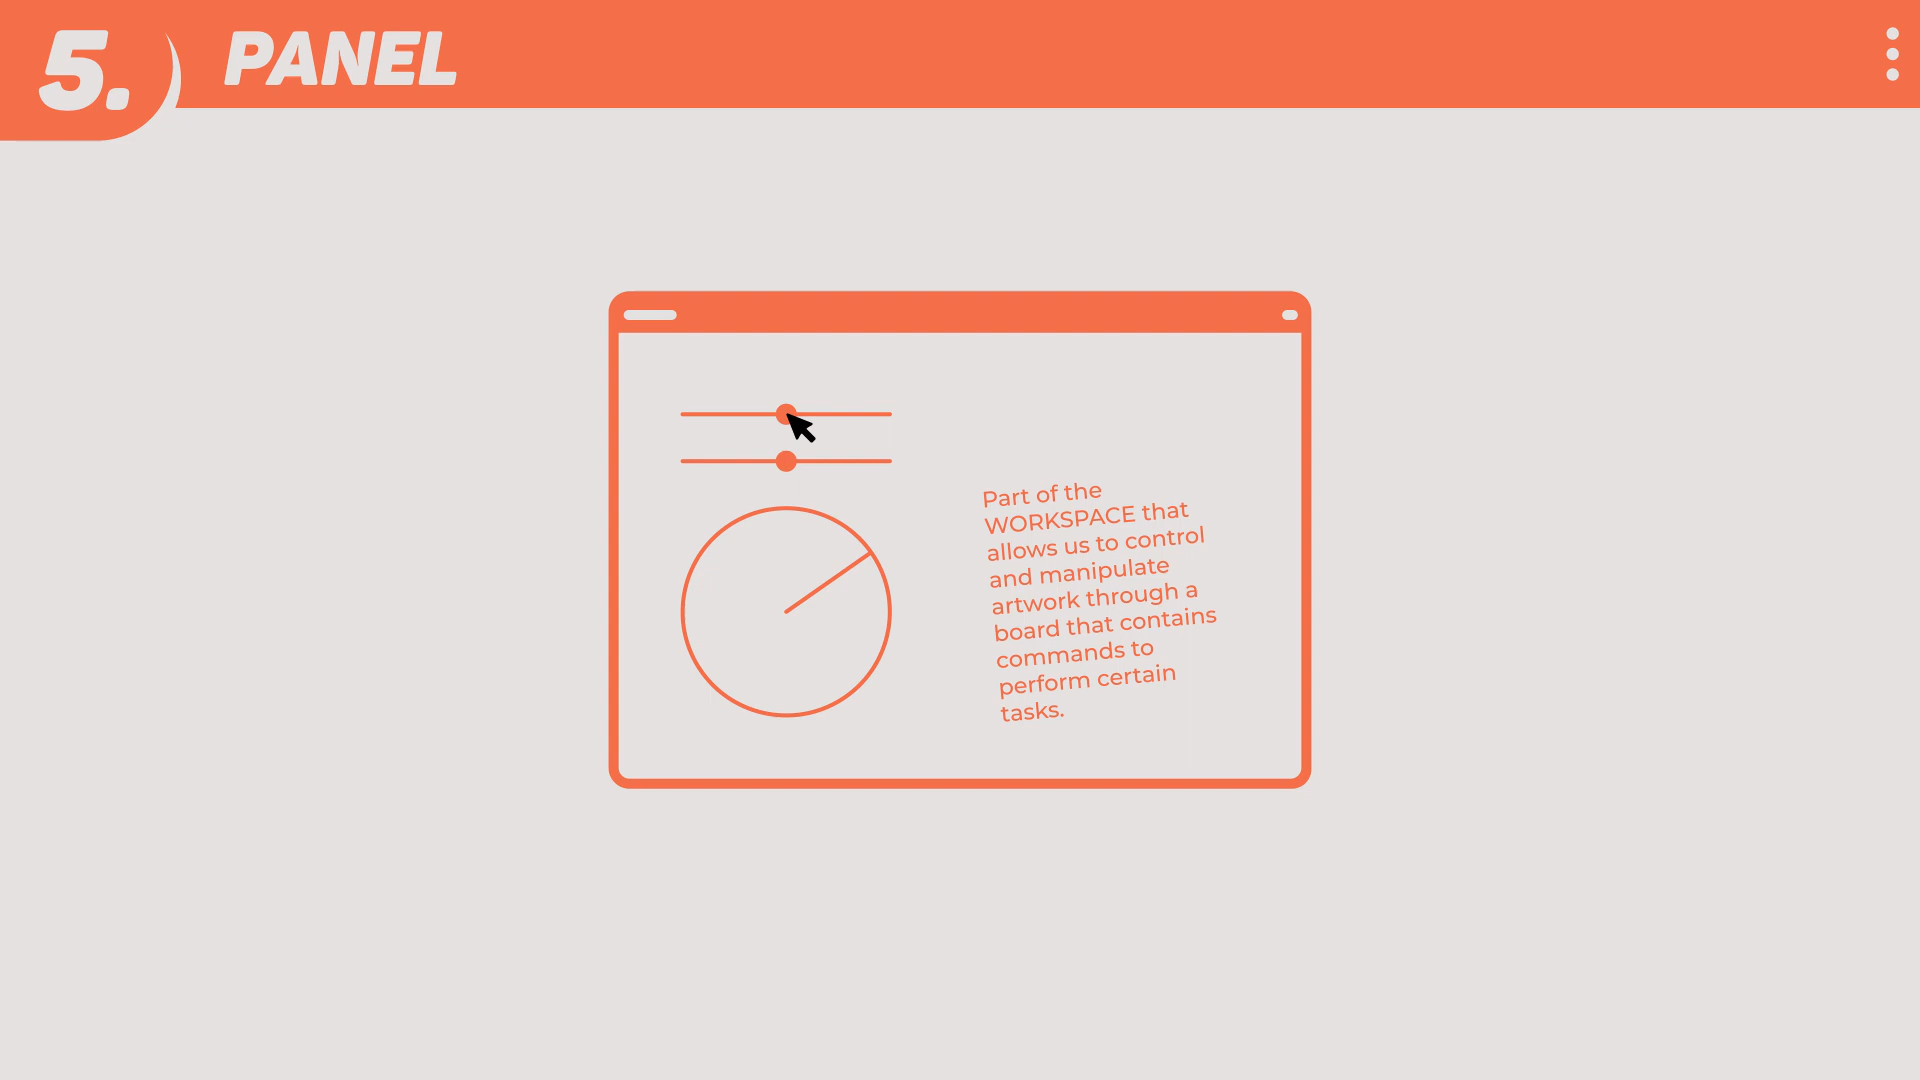 5.
PANEL
Part of the
WORKSPACE that
allows us to control
and manipulate
artwork through a
board that contains
commands to
perform certain
tasks.